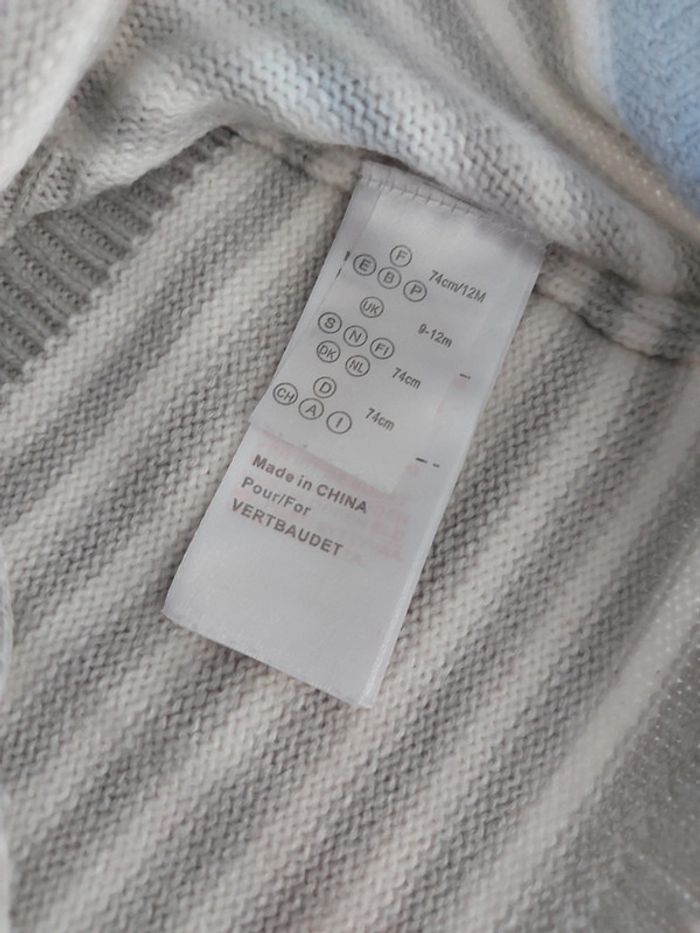 F
E B P 74cm/12M
UK 9-12m
S N FI
DK NL 74cm
D
CH A I 74cm
Made in CHINA
Pour/For
VERTBAUDET